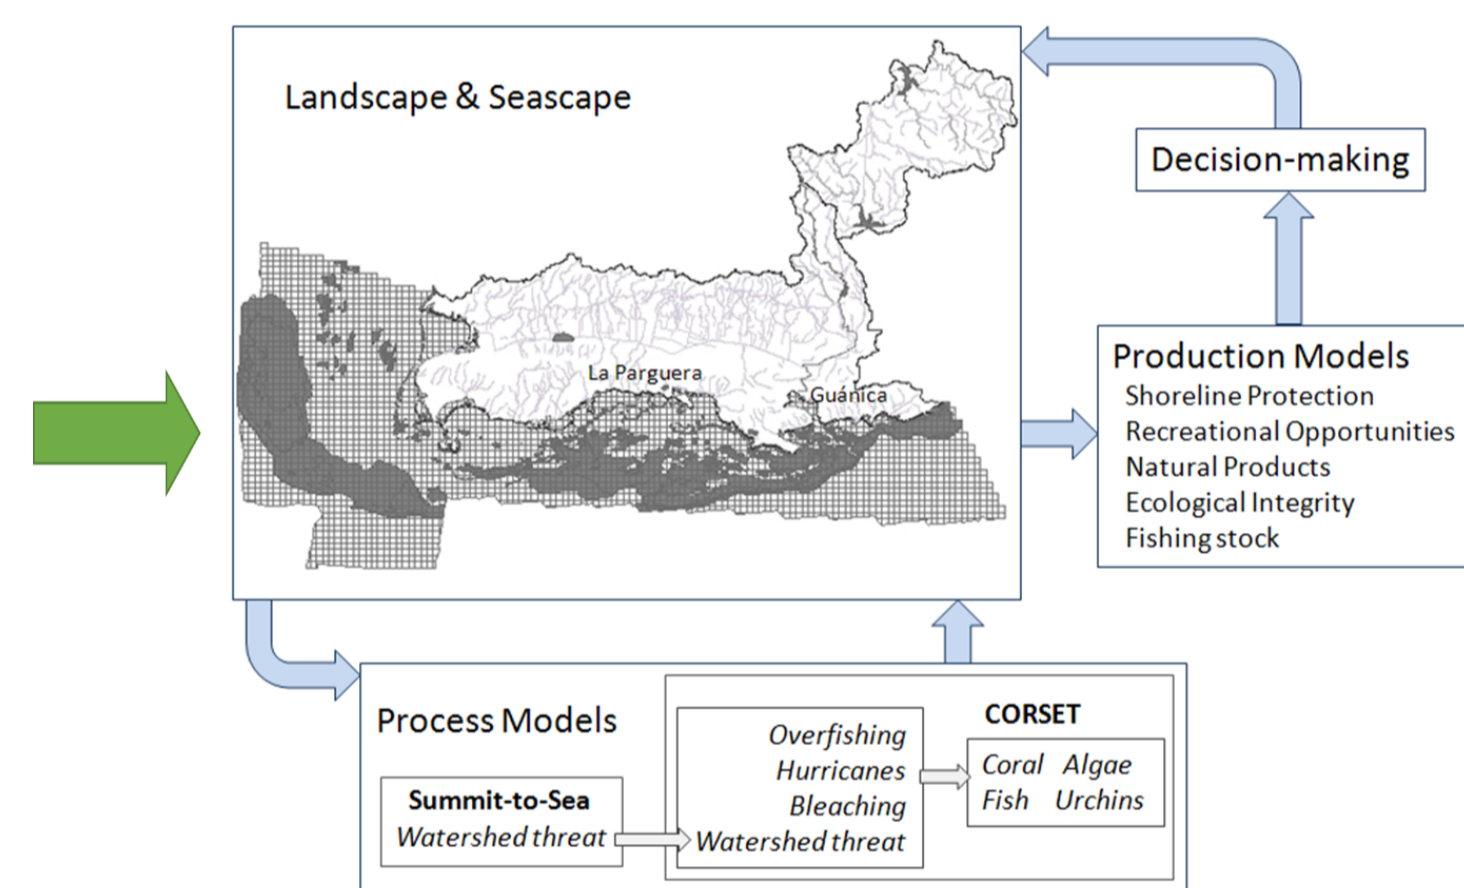 Landscape & Seascape
La Parguera
Guánica
Decision-making
Production Models
Shoreline Protection
Recreational Opportunities
Natural Products
Ecological Integrity
Fishing stock
Process Models
Summit-to-Sea
Watershed threat
Overfishing
Hurricanes
Bleaching
Watershed threat
CORSET
Coral Algae
Fish Urchins